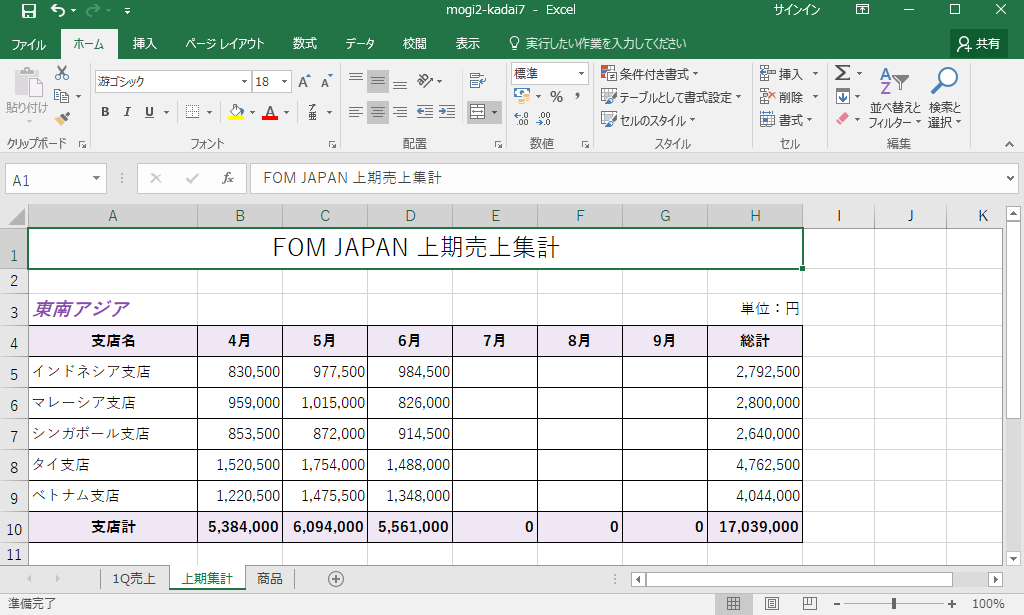 mogi2-kadai7 - Excel サインイン
ファイル ホーム 挿入 ページ レイアウト 数式 データ 校閲 表示 実行したい作業を入力してください 共有
游ゴシック 18 標準 条件付き書式 挿入
貼り付け B I U % , テーブルとして書式設定 削除 並べ替えと フィルター 検索と 選択
セルのスタイル 書式
クリップボード フォント 配置 数値 スタイル セル 編集
A1 fx FOM JAPAN 上期売上集計
A B C D E F G H I J K
1 FOM JAPAN 上期売上集計
2
3 東南アジア 単位：円
4 支店名 4月 5月 6月 7月 8月 9月 総計
5 インドネシア支店 830,500 977,500 984,500 2,792,500
6 マレーシア支店 959,000 1,015,000 826,000 2,800,000
7 シンガポール支店 853,500 872,000 914,500 2,640,000
8 タイ支店 1,520,500 1,754,000 1,488,000 4,762,500
9 ベトナム支店 1,220,500 1,475,500 1,348,000 4,044,000
10 支店計 5,384,000 6,094,000 5,561,000 0 0 0 17,039,000
11
1Q売上 上期集計 商品
準備完了 100%